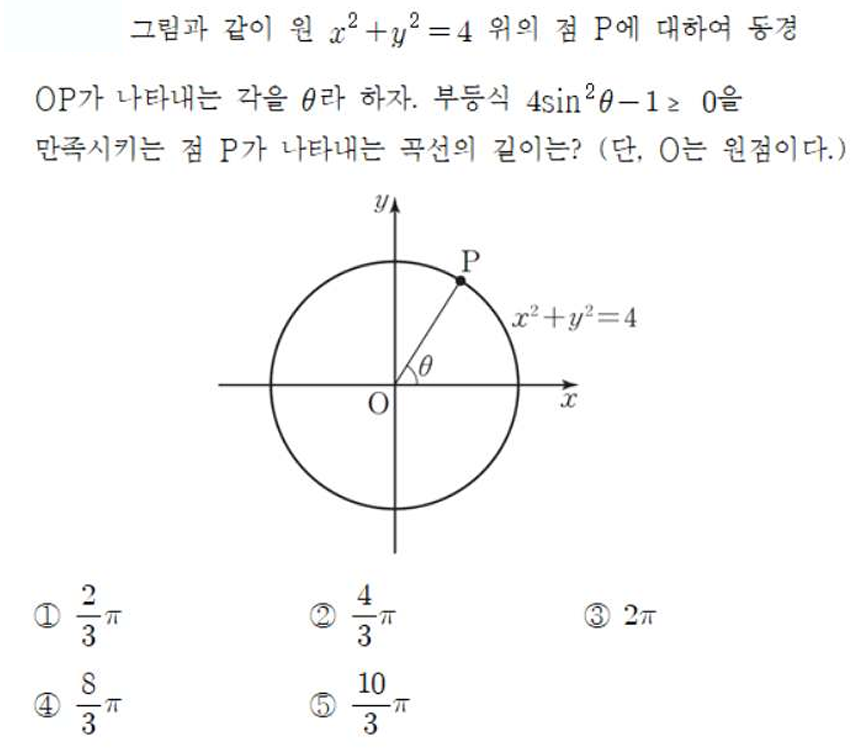 그림과 같이 원 x²+y²=4 위의 점 P에 대하여 동경
OP가 나타내는 각을 θ라 하자. 부등식 4sin²θ-1≥ 0을
만족시키는 점 P가 나타내는 곡선의 길이는? (단, O는 원점이다.)
y
P
x²+y²=4
θ
O
x
① 2/3 π ② 4/3 π ③ 2π
④ 8/3 π ⑤ 10/3 π